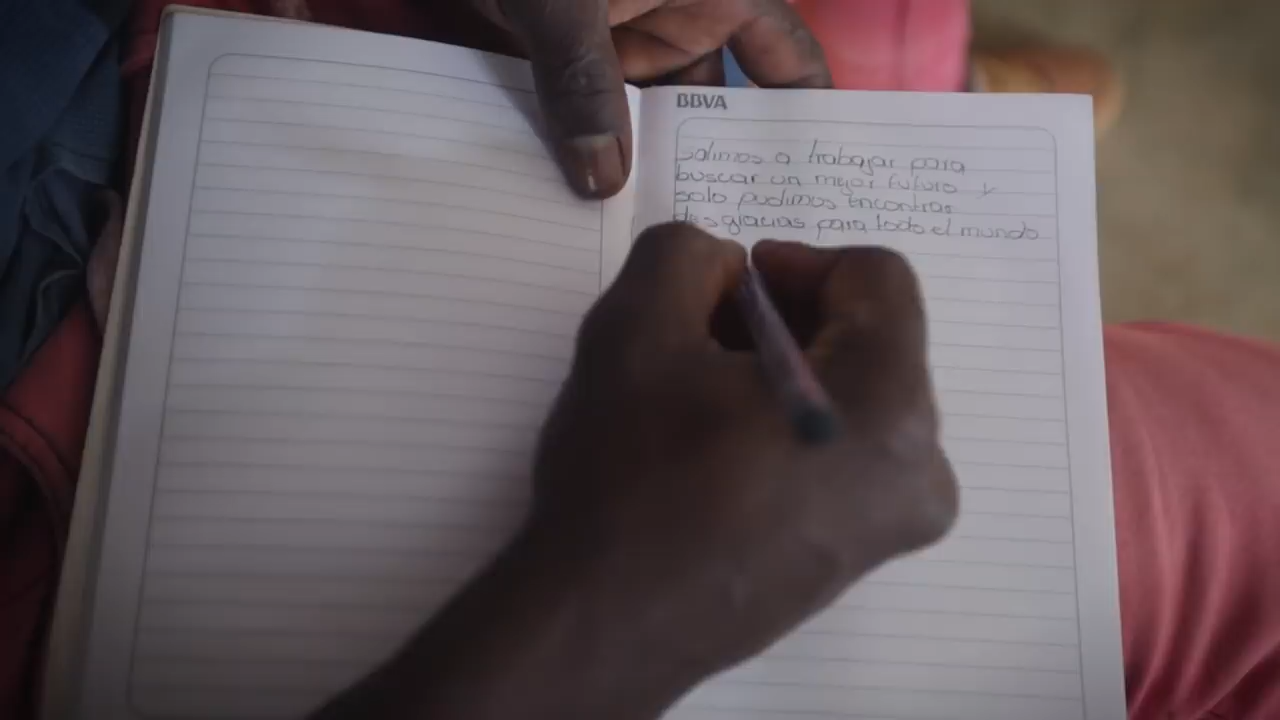 BBVA
Salimos a trabajar para
buscar un mejor futuro y
solo pudimos encontrar
desgracias para todo el mundo